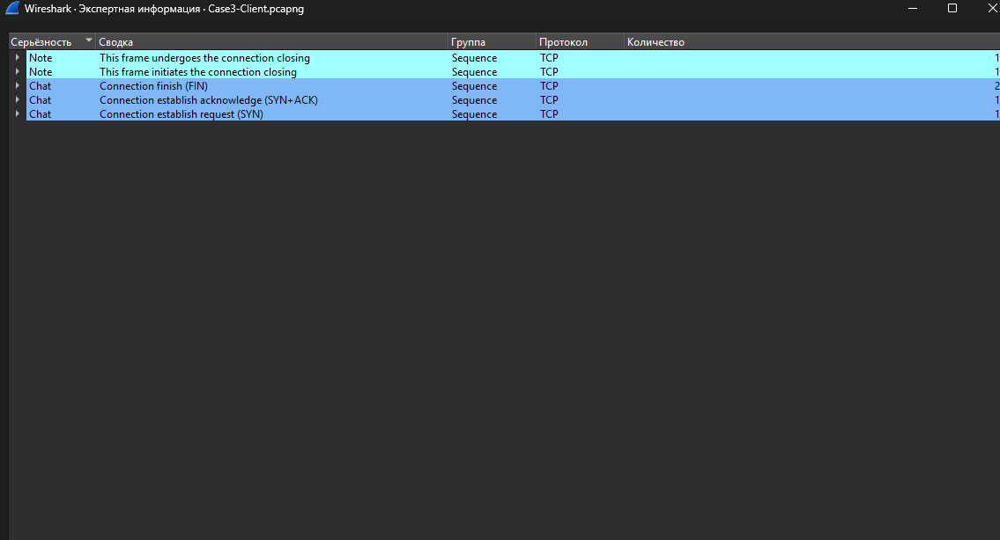 Wireshark · Экспертная информация · Case3-Client.pcapng
Серьёзность Сводка Группа Протокол Количество
Note This frame undergoes the connection closing Sequence TCP 1
Note This frame initiates the connection closing Sequence TCP 1
Chat Connection finish (FIN) Sequence TCP 2
Chat Connection establish acknowledge (SYN+ACK) Sequence TCP 1
Chat Connection establish request (SYN) Sequence TCP 1